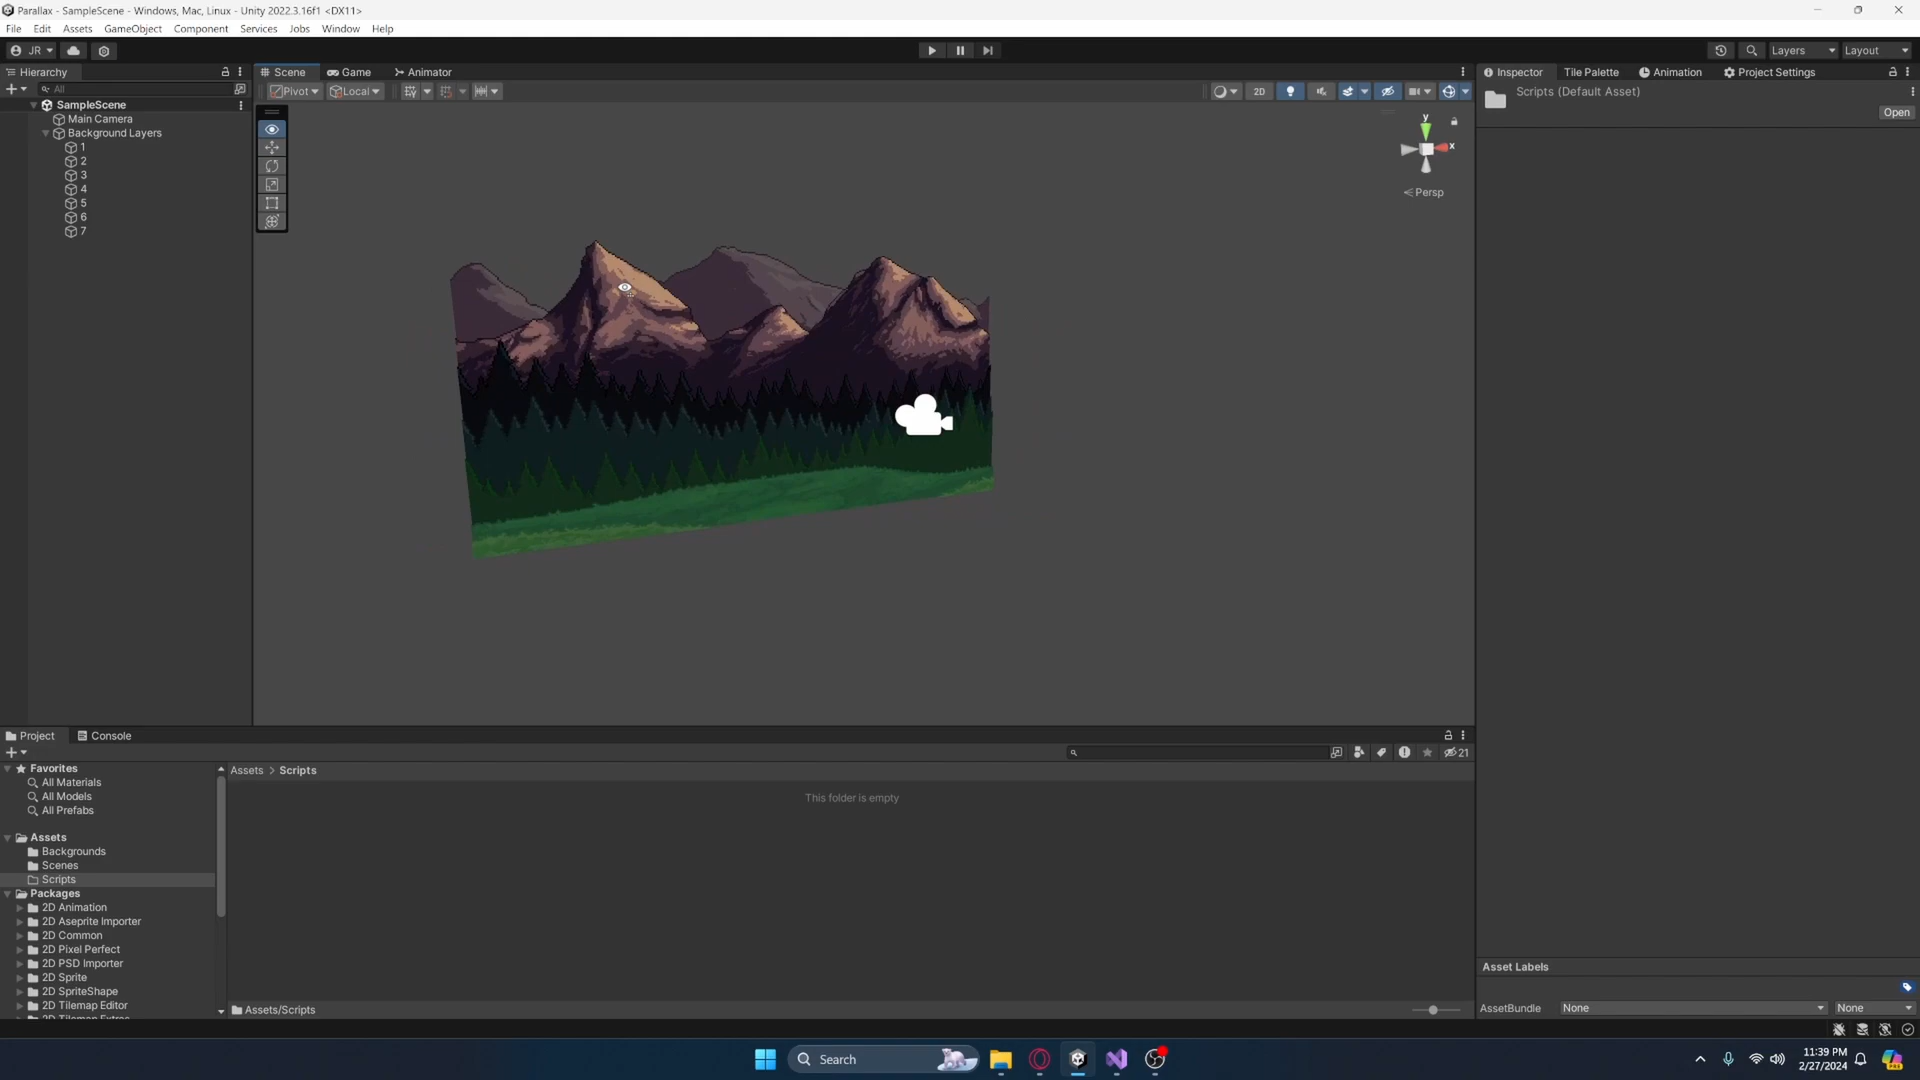 Parallax - SampleScene - Windows, Mac, Linux - Unity 2022.3.16f1 <DX11>
File Edit Assets GameObject Component Services Jobs Window Help
JR Layers Layout
Hierarchy Scene Game Animator Inspector Tile Palette Animation Project Settings
All Pivot Local 2D
Scripts (Default Asset)
Open
SampleScene
Main Camera
Background Layers
1
2
3
4
5
6
7
y
x
Persp
Project Console
21
Favorites
All Materials
All Models
All Prefabs
Assets
Backgrounds
Scenes
Scripts
Packages
2D Animation
2D Aseprite Importer
2D Common
2D Pixel Perfect
2D PSD Importer
2D Sprite
2D SpriteShape
2D Tilemap Editor
2D Tilemap Extras
Assets > Scripts
This folder is empty
Assets/Scripts
Asset Labels
AssetBundle None None
Search
11:39 PM
2/27/2024